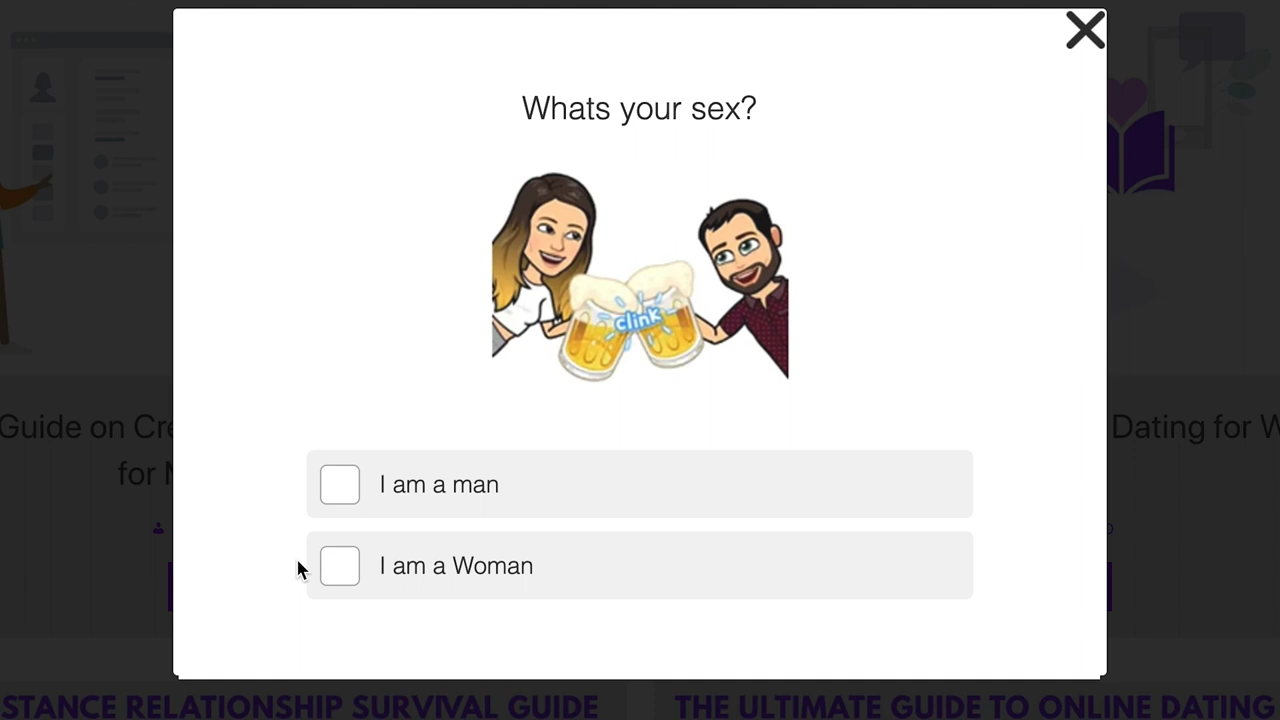 Whats your sex?
clink
Guide on Cre
Dating for W
for M
I am a man
I am a Woman
STANCE RELATIONSHIP SURVIVAL GUIDE
THE ULTIMATE GUIDE TO ONLINE DATING